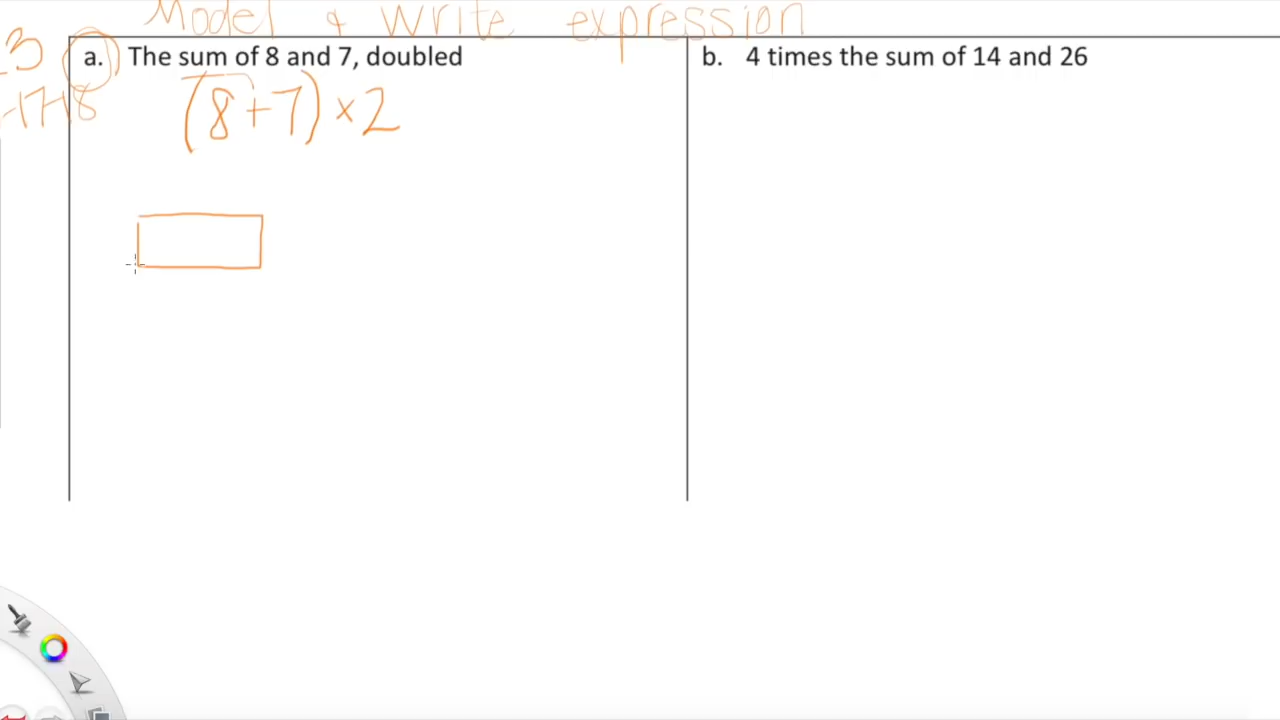 Model & Write expression
a. The sum of 8 and 7, doubled
(8+7)×2
b. 4 times the sum of 14 and 26